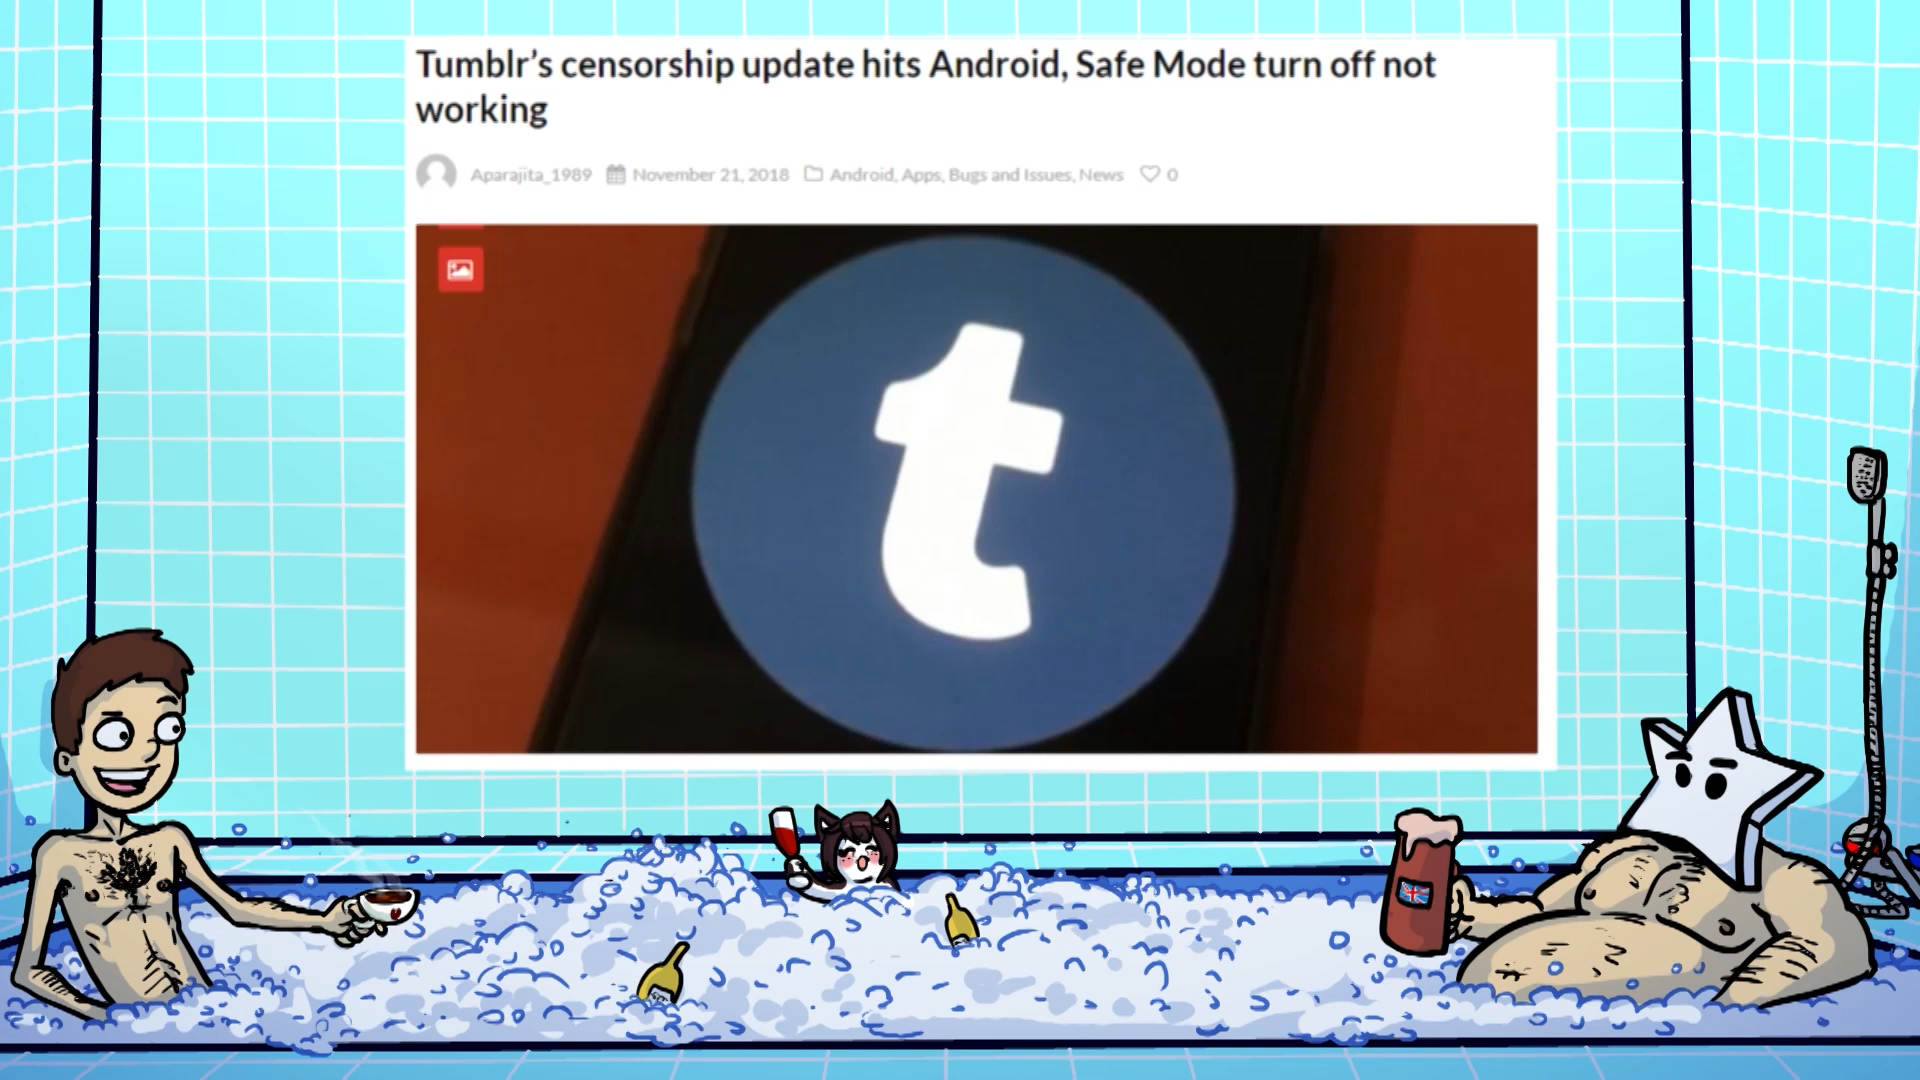 Tumblr’s censorship update hits Android, Safe Mode turn off not
working
Aparajita_1989 November 21, 2018 Android, Apps, Bugs and Issues, News 0
t